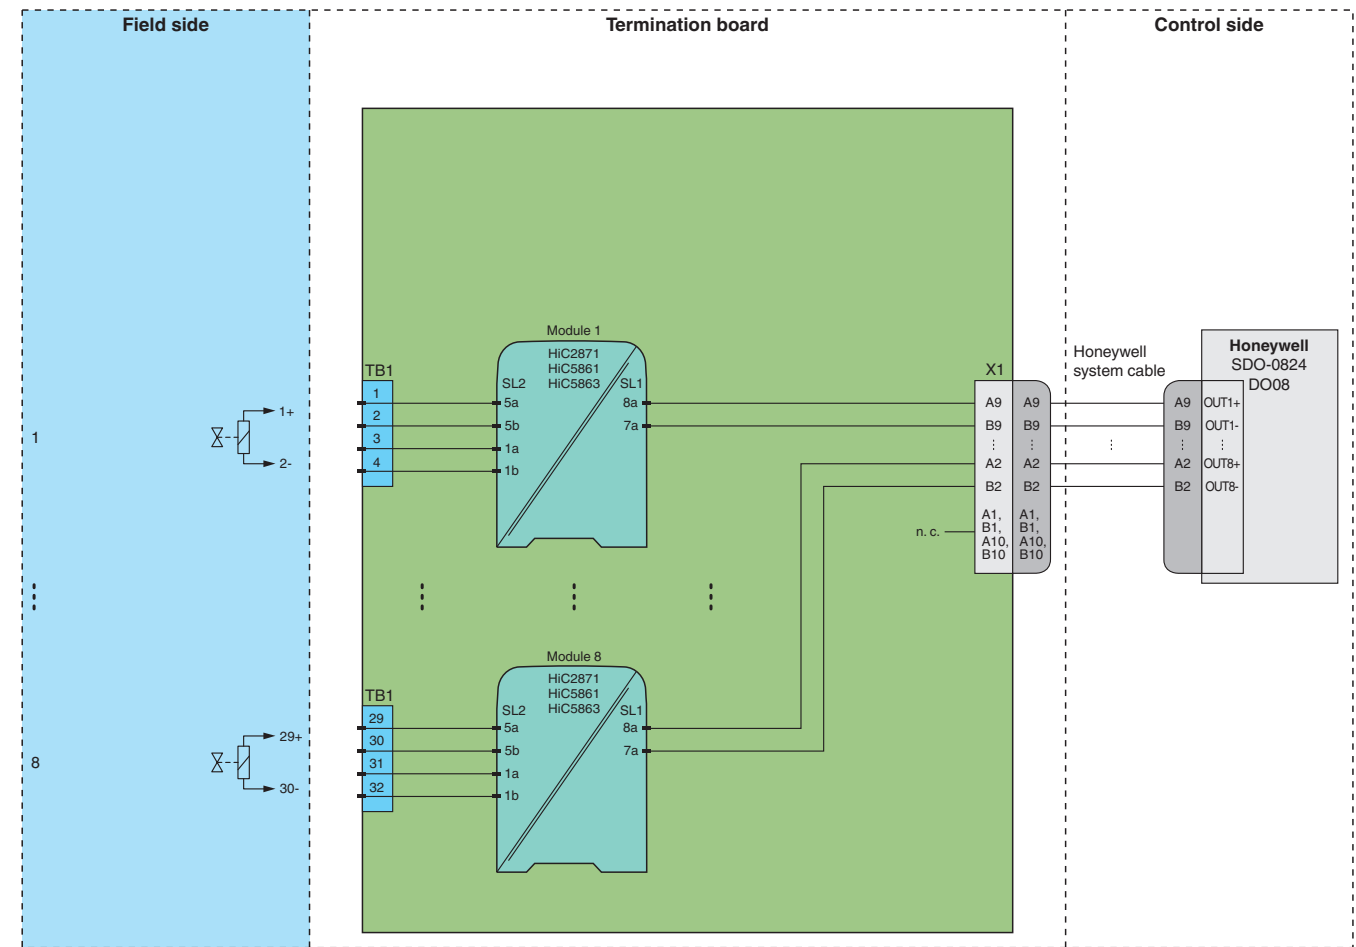 Field side
Termination board
Control side
Module 1
HiC2871
HiC5861
HiC5863
SL2
SL1
5a
5b
1a
1b
8a
7a
TB1
1
2
3
4
1
1+
2-
X1
A9
B9
A2
B2
A1,
B1,
A10,
B10
A9
B9
A2
B2
A1,
B1,
A10,
B10
n. c.
Honeywell
system cable
Honeywell
SDO-0824
DO08
A9
B9
A2
B2
OUT1+
OUT1-
OUT8+
OUT8-
Module 8
HiC2871
HiC5861
HiC5863
SL2
SL1
5a
5b
1a
1b
8a
7a
TB1
29
30
31
32
8
29+
30-